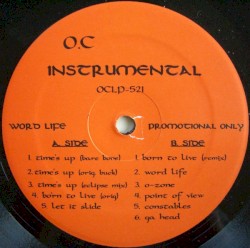 O.C
INSTRUMENTAL
OCLP-521
WORD LIFE
PROMOTIONAL ONLY
A SIDE
1. time's up (bare bone)
2. time's up (orig. back)
3. time's up (eclipse mix)
4. born to live (orig)
5. let it slide
B SIDE
1. born to live (remix)
2. word life
3. o-zone
4. point of view
5. constables
6. ga head